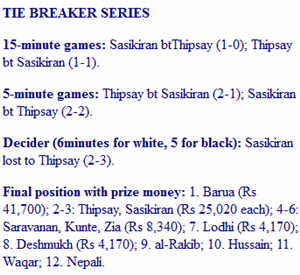 TIE BREAKER SERIES
15-minute games: Sasikiran btThipsay (1-0); Thipsay
bt Sasikiran (1-1).
5-minute games: Thipsay bt Sasikiran (2-1); Sasikiran
bt Thipsay (2-2).
Decider (6minutes for white, 5 for black): Sasikiran
lost to Thipsay (2-3).
Final position with prize money: 1. Barua (Rs
41,700); 2-3: Thipsay, Sasikiran (Rs 25,020 each); 4-6:
Saravanan, Kunte, Zia (Rs 8,340); 7. Lodhi (Rs 4,170);
8. Deshmukh (Rs 4,170); 9. al-Rakib; 10. Hussain; 11.
Waqar; 12. Nepali.